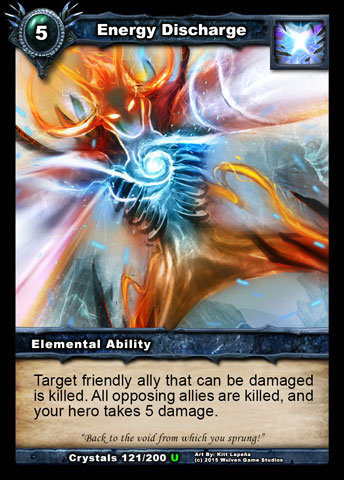 5
Energy Discharge
Elemental Ability
Target friendly ally that can be damaged
is killed. All opposing allies are killed, and
your hero takes 5 damage.
"Back to the void from which you sprung!"
Crystals 121/200 U
Art By: Kitt Lapeña
(c) 2015 Wulven Game Studios